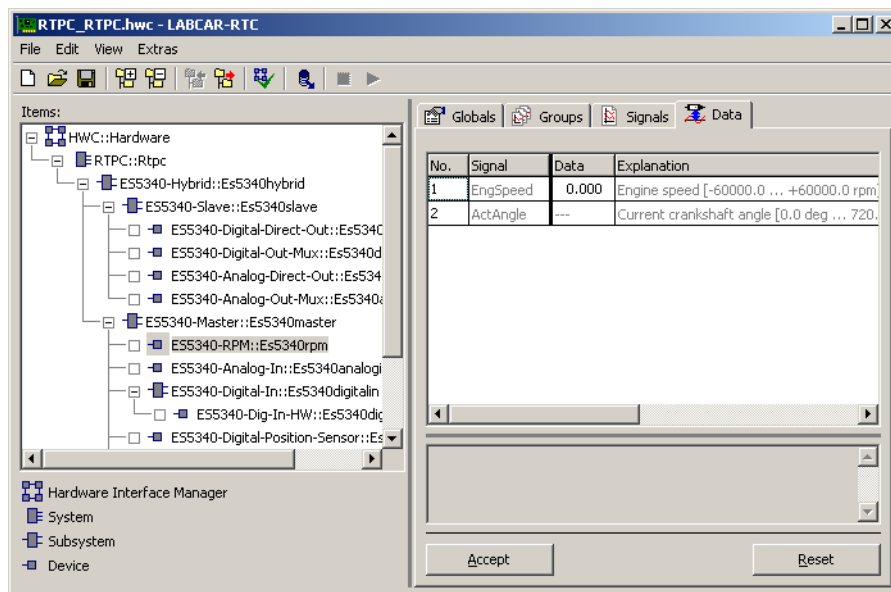 RTPC_RTPC.hwc - LABCAR-RTC
File Edit View Extras
Items:
HWC::Hardware
RTPC::Rtpc
ES5340-Hybrid::Es5340hybrid
ES5340-Slave::Es5340slave
ES5340-Digital-Direct-Out::Es534
ES5340-Digital-Out-Mux::Es5340d
ES5340-Analog-Direct-Out::Es534
ES5340-Analog-Out-Mux::Es5340
ES5340-Master::Es5340master
ES5340-RPM::Es5340rpm
ES5340-Analog-In::Es5340analogi
ES5340-Digital-In::Es5340digitalin
ES5340-Dig-In-HW::Es5340dig
ES5340-Digital-Position-Sensor::Es
Hardware Interface Manager
System
Subsystem
Device
Globals Groups Signals Data
No. Signal Data Explanation
1 EngSpeed 0.000 Engine speed [-60000.0 ... +60000.0 rpm]
2 ActAngle --- Current crankshaft angle [0.0 deg ... 720.
Accept Reset